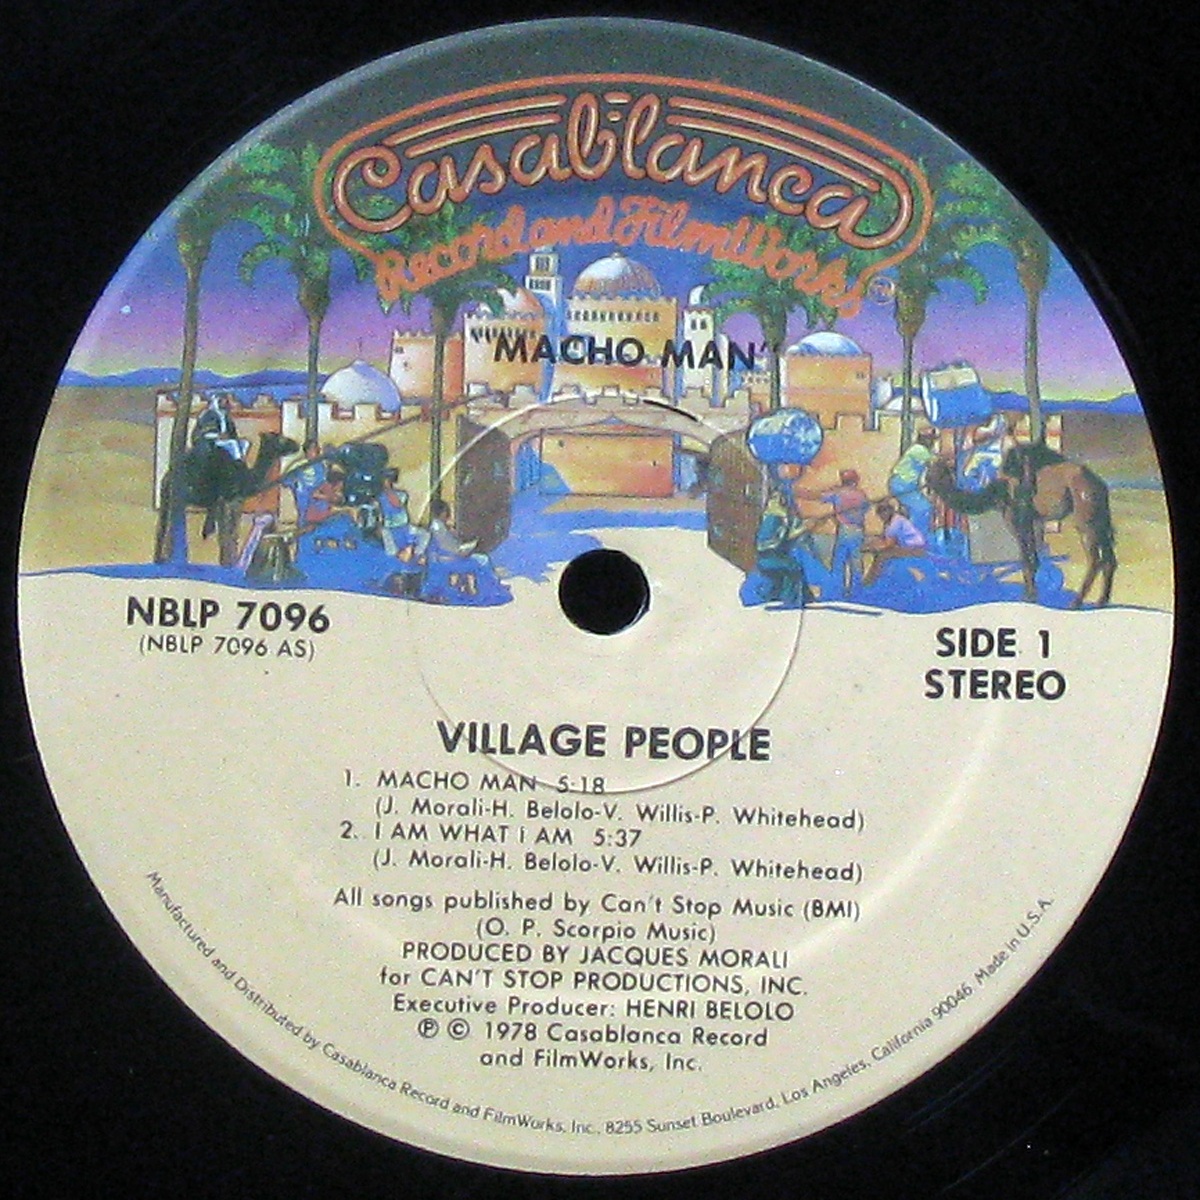 Casablanca
Record and FilmWorks
"MACHO MAN"
NBLP 7096
(NBLP 7096 AS)
SIDE 1
STEREO
VILLAGE PEOPLE
1. MACHO MAN 5:18
(J. Morali-H. Belolo-V. Willis-P. Whitehead)
2. I AM WHAT I AM 5:37
(J. Morali-H. Belolo-V. Willis-P. Whitehead)
All songs published by Can't Stop Music (BMI)
(O. P. Scorpio Music)
PRODUCED BY JACQUES MORALI
for CAN'T STOP PRODUCTIONS, INC.
Executive Producer: HENRI BELOLO
℗ © 1978 Casablanca Record
and FilmWorks, Inc.
Manufactured and Distributed by Casablanca Record and FilmWorks, Inc., 8255 Sunset Boulevard, Los Angeles, California 90046 Made in U.S.A.